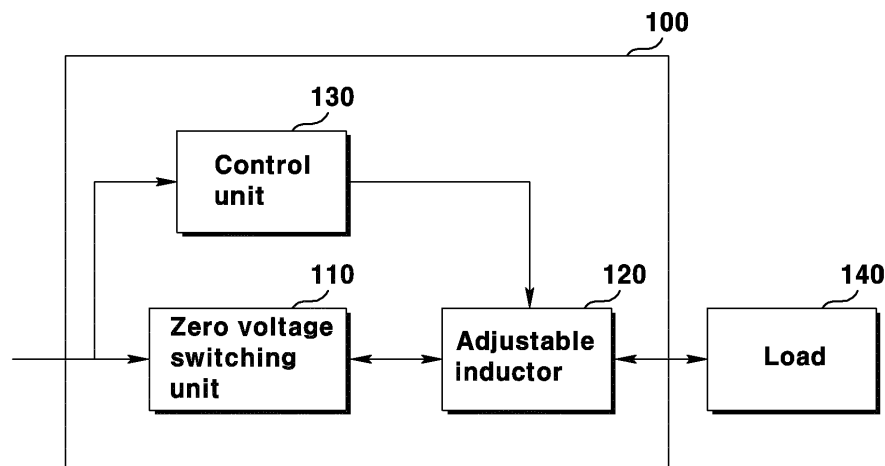 100
130
Control
unit
110
120
140
Zero voltage
switching
unit
Adjustable
inductor
Load